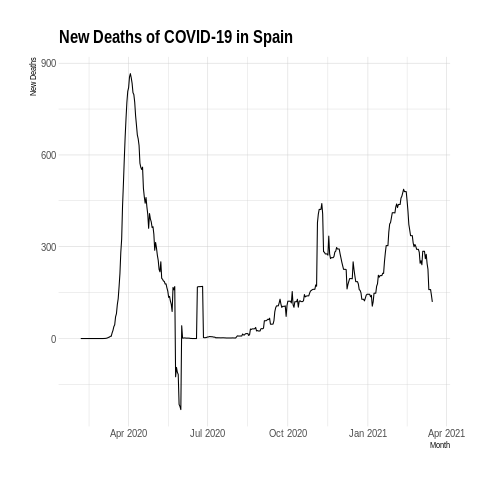 New Deaths of COVID-19 in Spain
New Deaths
900
600
300
0
Apr 2020 Jul 2020 Oct 2020 Jan 2021 Apr 2021
Month